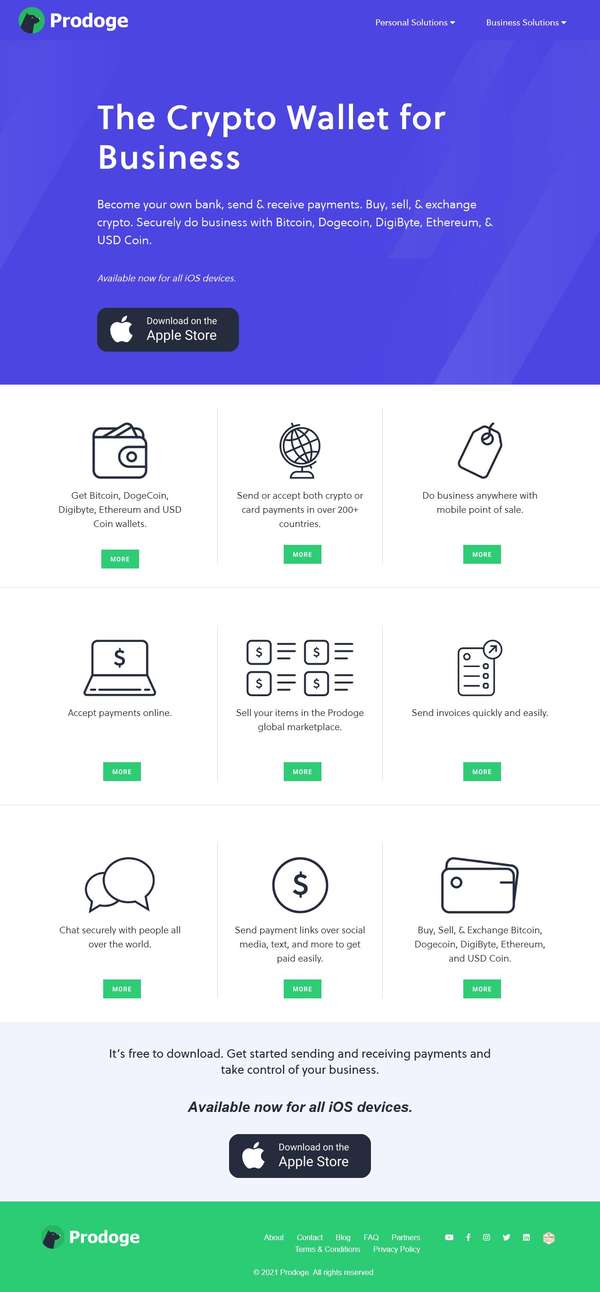 Prodoge
Personal Solutions
Business Solutions
The Crypto Wallet for
Business
Become your own bank, send & receive payments. Buy, sell, & exchange
crypto. Securely do business with Bitcoin, Dogecoin, DigiByte, Ethereum, &
USD Coin.
Available now for all iOS devices.
Download on the
Apple Store
Get Bitcoin, DogeCoin,
Digibyte, Ethereum and USD
Coin wallets.
MORE
Send or accept both crypto or
card payments in over 200+
countries.
MORE
Do business anywhere with
mobile point of sale.
MORE
$
Accept payments online.
MORE
$ $
$ $
Sell your items in the Prodoge
global marketplace.
MORE
Send invoices quickly and easily.
MORE
Chat securely with people all
over the world.
MORE
$
Send payment links over social
media, text, and more to get
paid easily.
MORE
Buy, Sell, & Exchange Bitcoin,
Dogecoin, DigiByte, Ethereum,
and USD Coin.
MORE
It's free to download. Get started sending and receiving payments and
take control of your business.
Available now for all iOS devices.
Download on the
Apple Store
Prodoge
About Contact Blog FAQ Partners
Terms & Conditions Privacy Policy
© 2021 Prodoge. All rights reserved